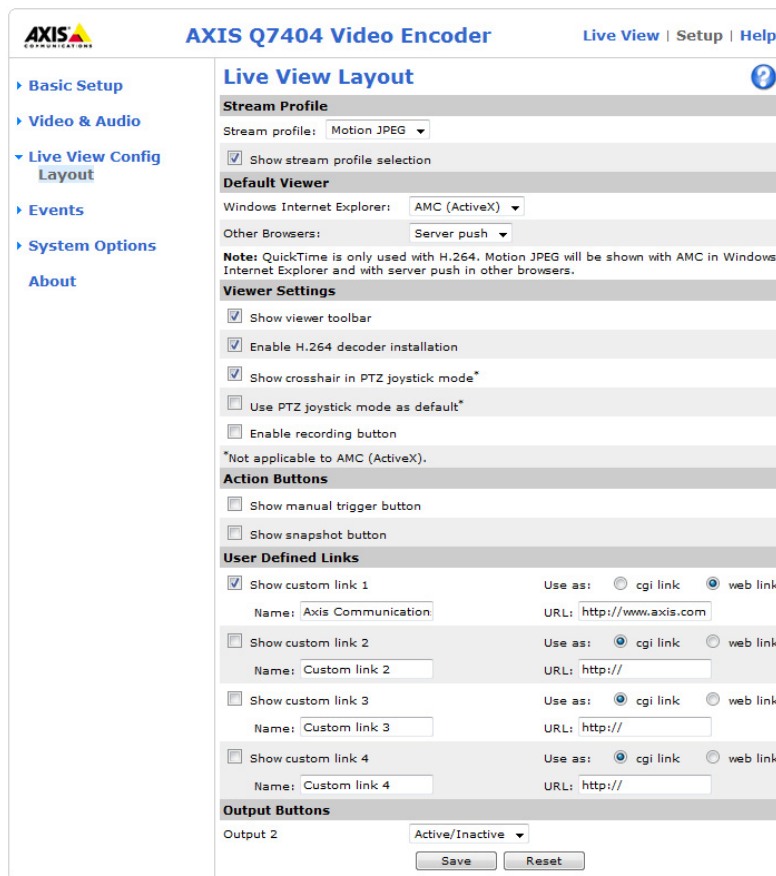 AXIS
COMMUNICATIONS
AXIS Q7404 Video Encoder
Live View | Setup | Help
Basic Setup
Video & Audio
Live View Config
Layout
Events
System Options
About
Live View Layout
?
Stream Profile
Stream profile: Motion JPEG
Show stream profile selection
Default Viewer
Windows Internet Explorer: AMC (ActiveX)
Other Browsers: Server push
Note: QuickTime is only used with H.264. Motion JPEG will be shown with AMC in Windows
Internet Explorer and with server push in other browsers.
Viewer Settings
Show viewer toolbar
Enable H.264 decoder installation
Show crosshair in PTZ joystick mode*
Use PTZ joystick mode as default*
Enable recording button
*Not applicable to AMC (ActiveX).
Action Buttons
Show manual trigger button
Show snapshot button
User Defined Links
Show custom link 1 Use as: cgi link web link
Name: Axis Communication URL: http://www.axis.com
Show custom link 2 Use as: cgi link web link
Name: Custom link 2 URL: http://
Show custom link 3 Use as: cgi link web link
Name: Custom link 3 URL: http://
Show custom link 4 Use as: cgi link web link
Name: Custom link 4 URL: http://
Output Buttons
Output 2 Active/Inactive
Save Reset